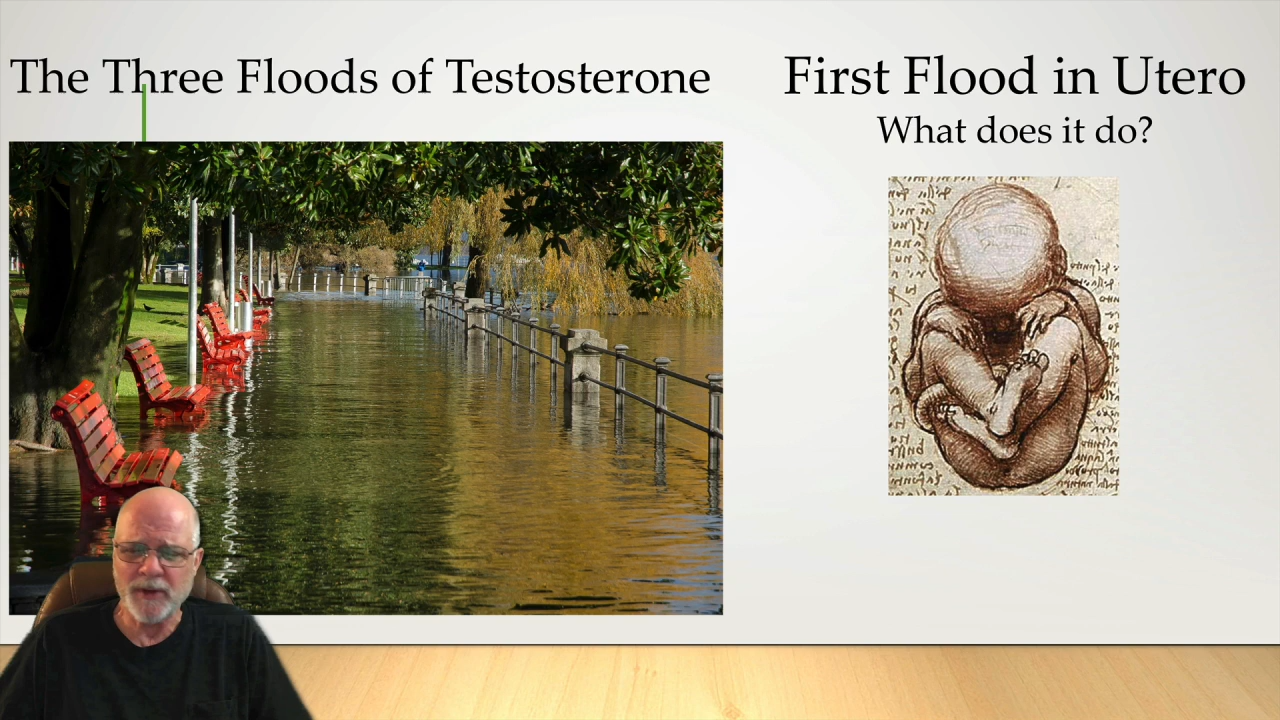 The Three Floods of Testosterone
First Flood in Utero
What does it do?